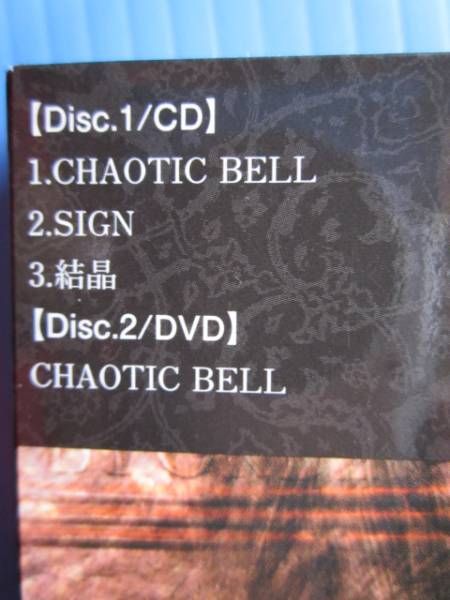 【Disc.1/CD】
1.CHAOTIC BELL
2.SIGN
3.結晶
【Disc.2/DVD】
CHAOTIC BELL